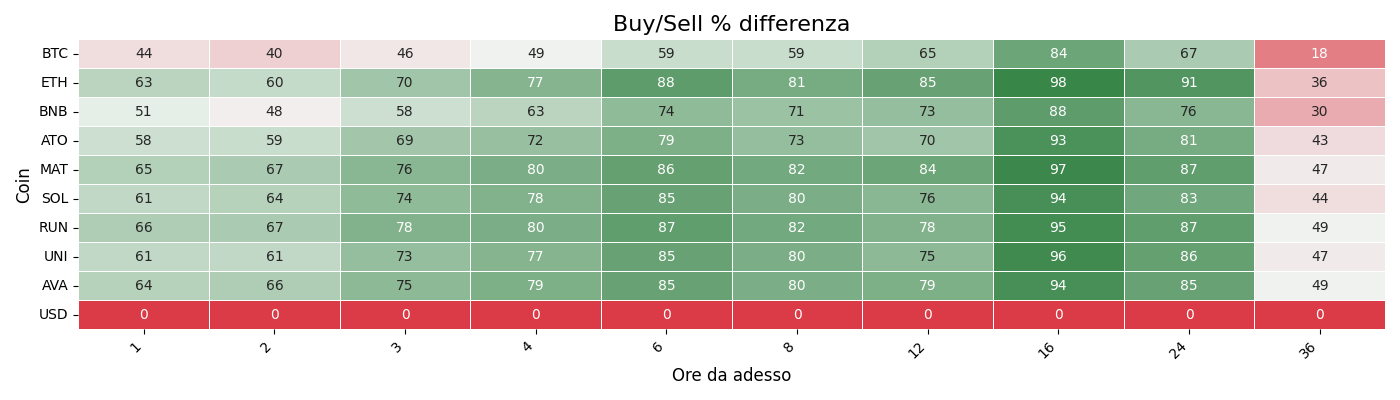 Buy/Sell % differenza
Coin
BTC 44 40 46 49 59 59 65 84 67 18
ETH 63 60 70 77 88 81 85 98 91 36
BNB 51 48 58 63 74 71 73 88 76 30
ATO 58 59 69 72 79 73 70 93 81 43
MAT 65 67 76 80 86 82 84 97 87 47
SOL 61 64 74 78 85 80 76 94 83 44
RUN 66 67 78 80 87 82 78 95 87 49
UNI 61 61 73 77 85 80 75 96 86 47
AVA 64 66 75 79 85 80 79 94 85 49
USD 0 0 0 0 0 0 0 0 0 0
1 2 3 4 6 8 12 16 24 36
Ore da adesso